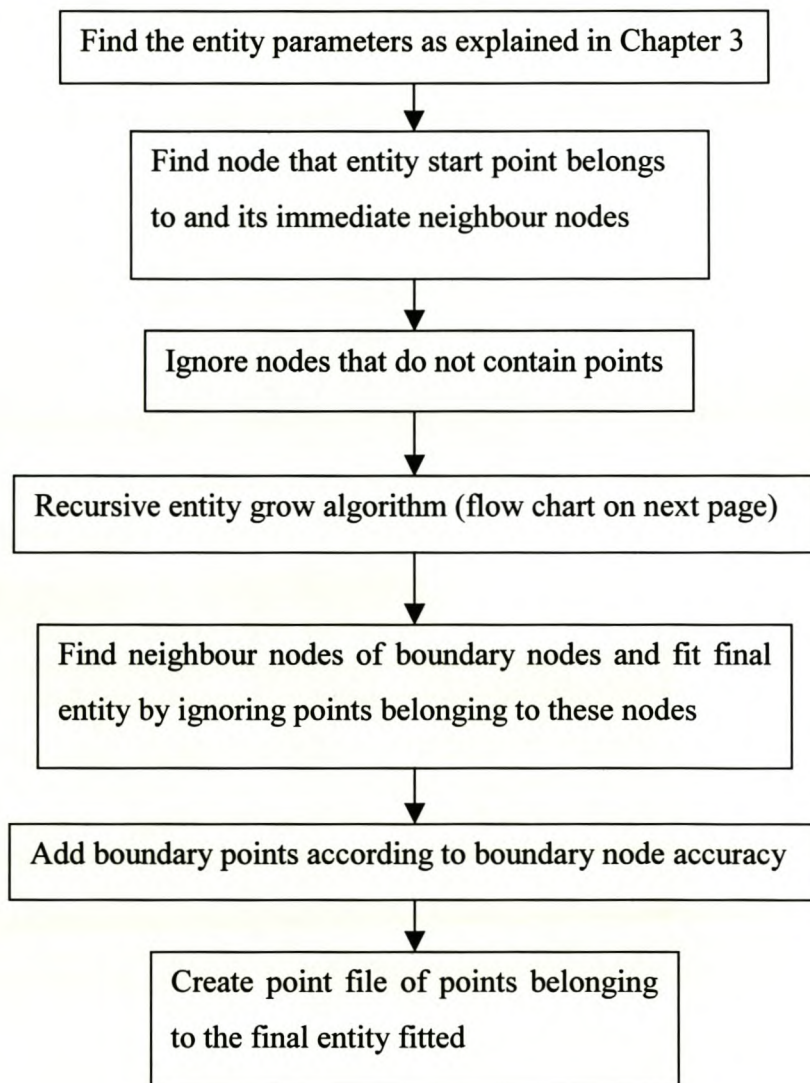 Find the entity parameters as explained in Chapter 3
Find node that entity start point belongs
to and its immediate neighbour nodes
Ignore nodes that do not contain points
Recursive entity grow algorithm (flow chart on next page)
Find neighbour nodes of boundary nodes and fit final
entity by ignoring points belonging to these nodes
Add boundary points according to boundary node accuracy
Create point file of points belonging
to the final entity fitted